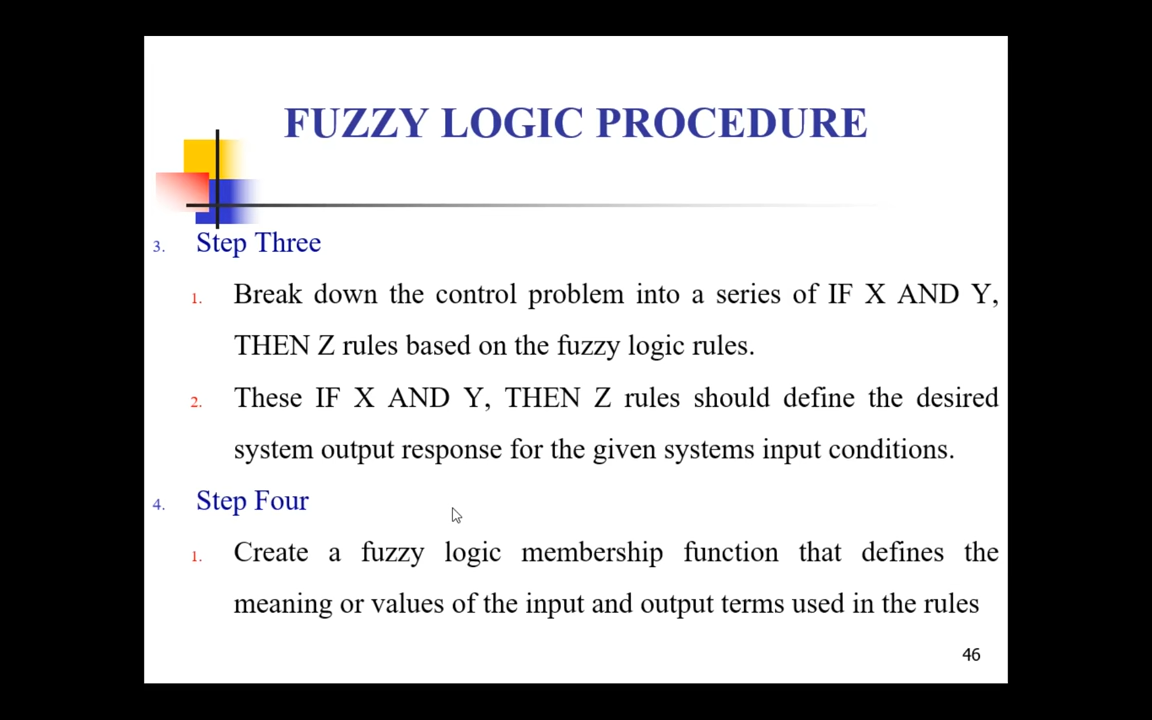 FUZZY LOGIC PROCEDURE
3. Step Three
1. Break down the control problem into a series of IF X AND Y,
THEN Z rules based on the fuzzy logic rules.
2. These IF X AND Y, THEN Z rules should define the desired
system output response for the given systems input conditions.
4. Step Four
1. Create a fuzzy logic membership function that defines the
meaning or values of the input and output terms used in the rules
46